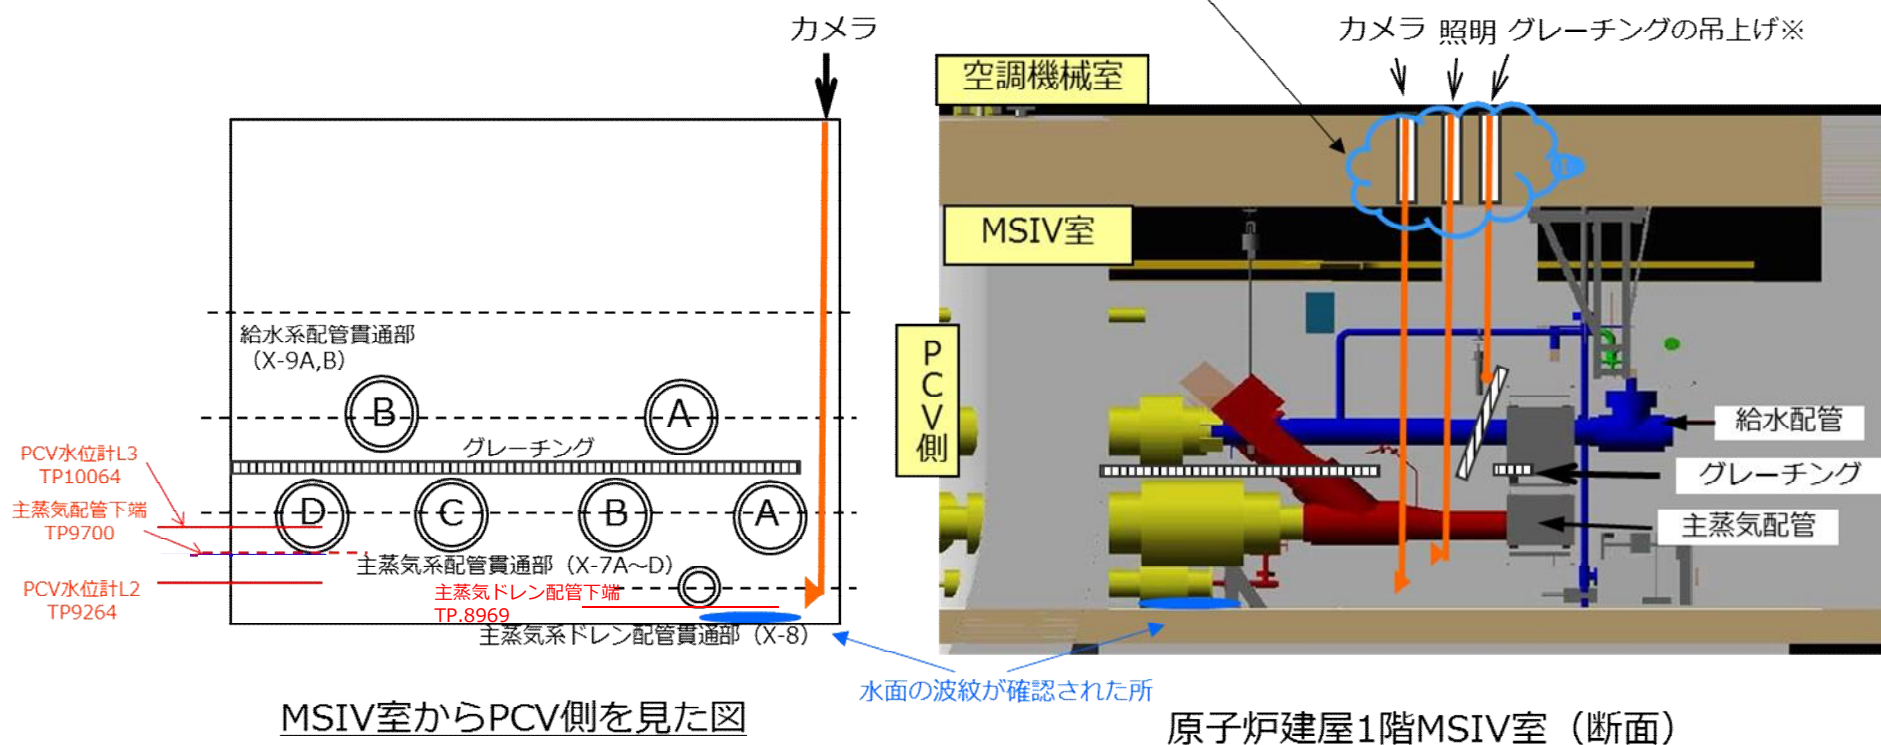 カメラ
給水系配管貫通部
（X-9A,B）
B
A
グレーチング
PCV水位計L3
TP10064
主蒸気配管下端
TP9700
D
C
B
A
主蒸気系配管貫通部（X-7A～D）
PCV水位計L2
TP9264
主蒸気ドレン配管下端
TP.8969
主蒸気系ドレン配管貫通部（X-8）
水面の波紋が確認された所
MSIV室からPCV側を見た図
カメラ 照明 グレーチングの吊上げ※
空調機械室
MSIV室
PCV側
給水配管
グレーチング
主蒸気配管
原子炉建屋1階MSIV室（断面）